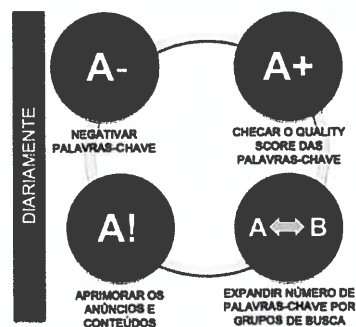 DIARIAMENTE
A-
NEGATIVAR
PALAVRAS-CHAVE
A+
CHECAR O QUALITY
SCORE DAS
PALAVRAS-CHAVE
A!
APRIMORAR OS
ANÚNCIOS E
CONTEÚDOS
A B
EXPANDIR NÚMERO DE
PALAVRAS-CHAVE POR
GRUPOS DE BUSCA